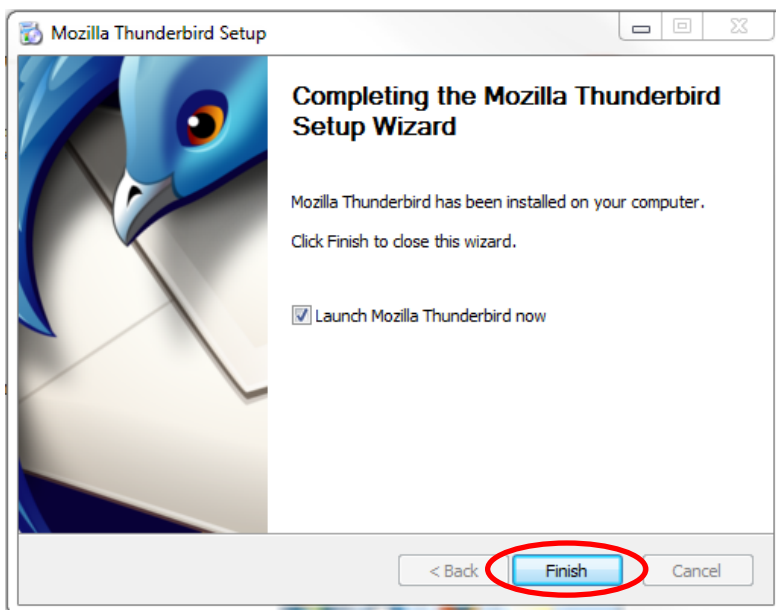 Mozilla Thunderbird Setup
Completing the Mozilla Thunderbird
Setup Wizard
Mozilla Thunderbird has been installed on your computer.
Click Finish to close this wizard.
Launch Mozilla Thunderbird now
< Back Finish Cancel